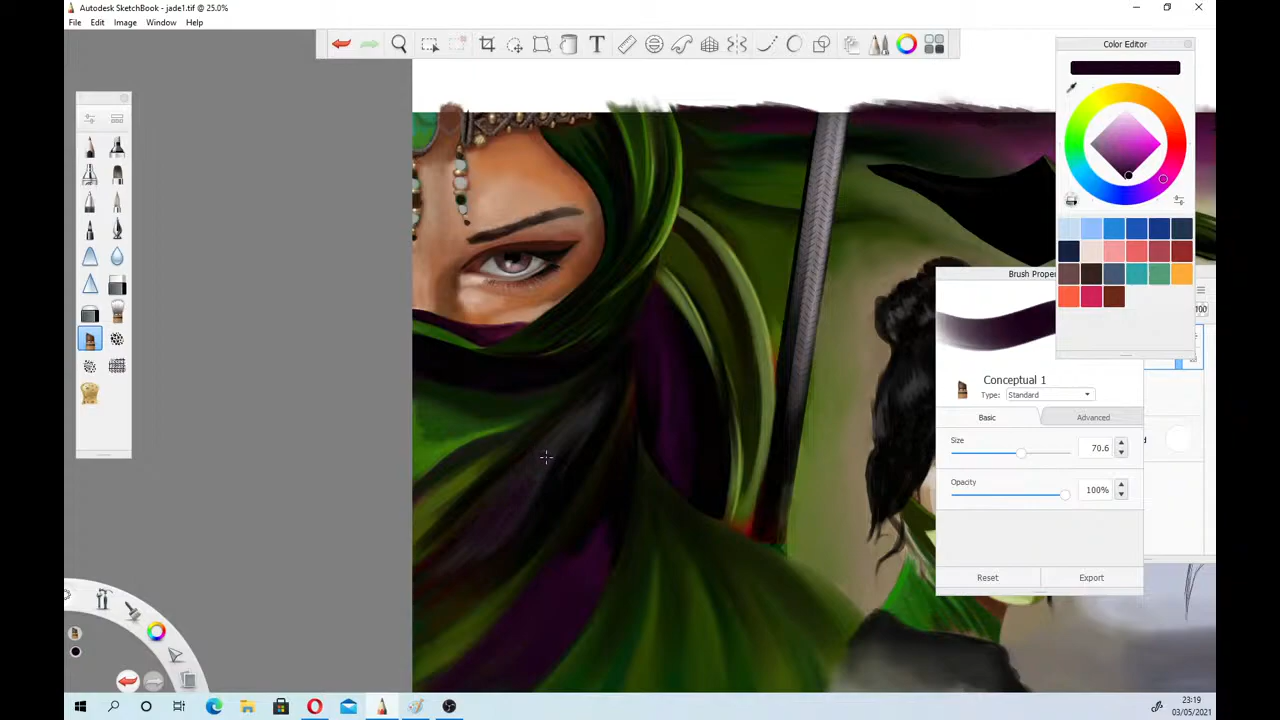 Autodesk SketchBook - jade1.tif @ 25.0%
File Edit Image Window Help
Color Editor
Brush Proper
100
Conceptual 1
Type: Standard
Basic Advanced
Size
70.6
Opacity
100%
Reset Export
23:19
03/05/2021